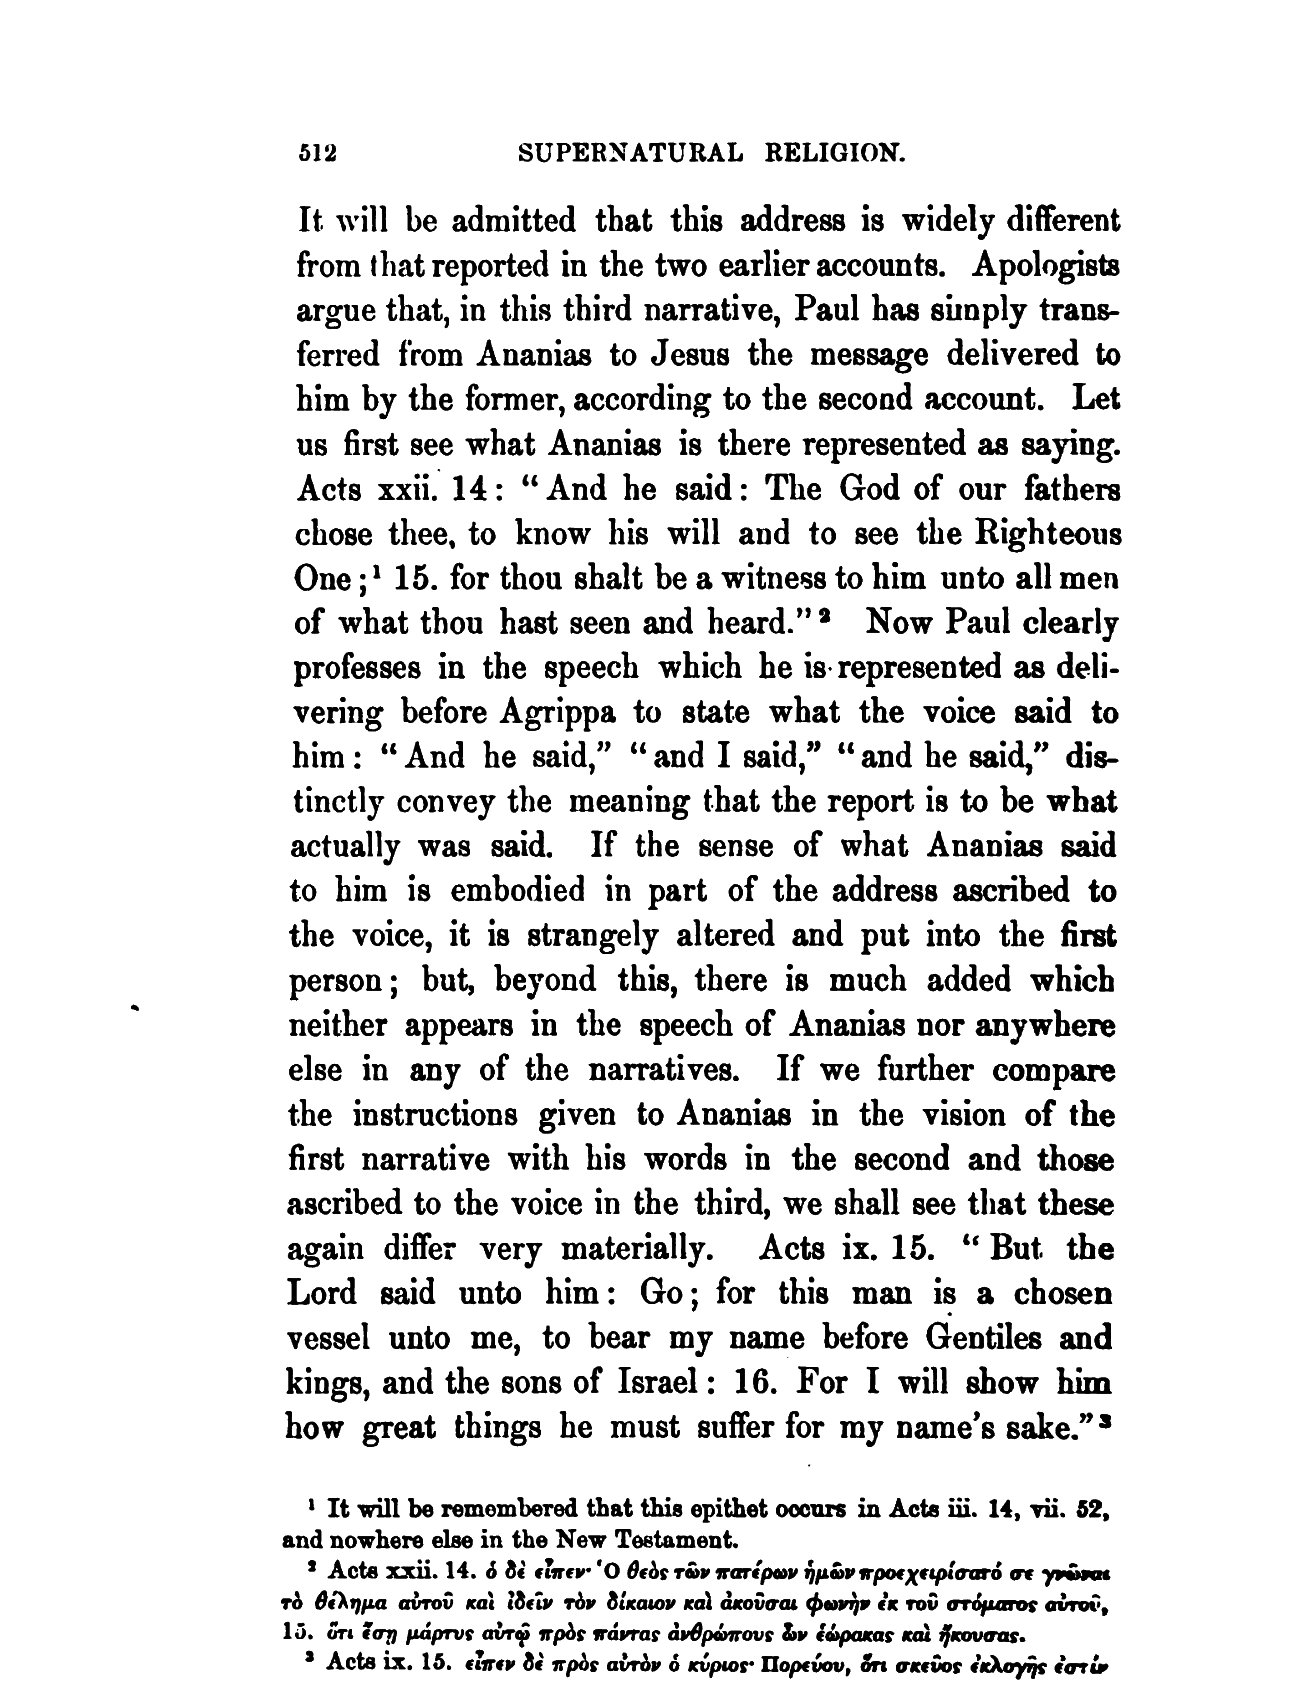 512 SUPERNATURAL RELIGION.
It will be admitted that this address is widely different
from that reported in the two earlier accounts. Apologists
argue that, in this third narrative, Paul has simply trans-
ferred from Ananias to Jesus the message delivered to
him by the former, according to the second account. Let
us first see what Ananias is there represented as saying.
Acts xxii. 14: “And he said: The God of our fathers
chose thee, to know his will and to see the Righteous
One;¹ 15. for thou shalt be a witness to him unto all men
of what thou hast seen and heard.”² Now Paul clearly
professes in the speech which he is represented as deli-
vering before Agrippa to state what the voice said to
him: “And he said,” “and I said,” “and he said,” dis-
tinctly convey the meaning that the report is to be what
actually was said. If the sense of what Ananias said
to him is embodied in part of the address ascribed to
the voice, it is strangely altered and put into the first
person; but, beyond this, there is much added which
neither appears in the speech of Ananias nor anywhere
else in any of the narratives. If we further compare
the instructions given to Ananias in the vision of the
first narrative with his words in the second and those
ascribed to the voice in the third, we shall see that these
again differ very materially. Acts ix. 15. “But the
Lord said unto him: Go; for this man is a chosen
vessel unto me, to bear my name before Gentiles and
kings, and the sons of Israel: 16. For I will show him
how great things he must suffer for my name’s sake.”³
¹ It will be remembered that this epithet occurs in Acts iii. 14, vii. 52,
and nowhere else in the New Testament.
² Acts xxii. 14. ὁ δὲ εἶπεν· Ὁ θεὸς τῶν πατέρων ἡμῶν προεχειρίσατό σε γνῶναι
τὸ θέλημα αὐτοῦ καὶ ἰδεῖν τὸν δίκαιον καὶ ἀκοῦσαι φωνὴν ἐκ τοῦ στόματος αὐτοῦ,
15. ὅτι ἔσῃ μάρτυς αὐτῷ πρὸς πάντας ἀνθρώπους ὧν ἑώρακας καὶ ἤκουσας.
³ Acts ix. 15. εἶπεν δὲ πρὸς αὐτὸν ὁ κύριος· Πορεύου, ὅτι σκεῦος ἐκλογῆς ἐστίν